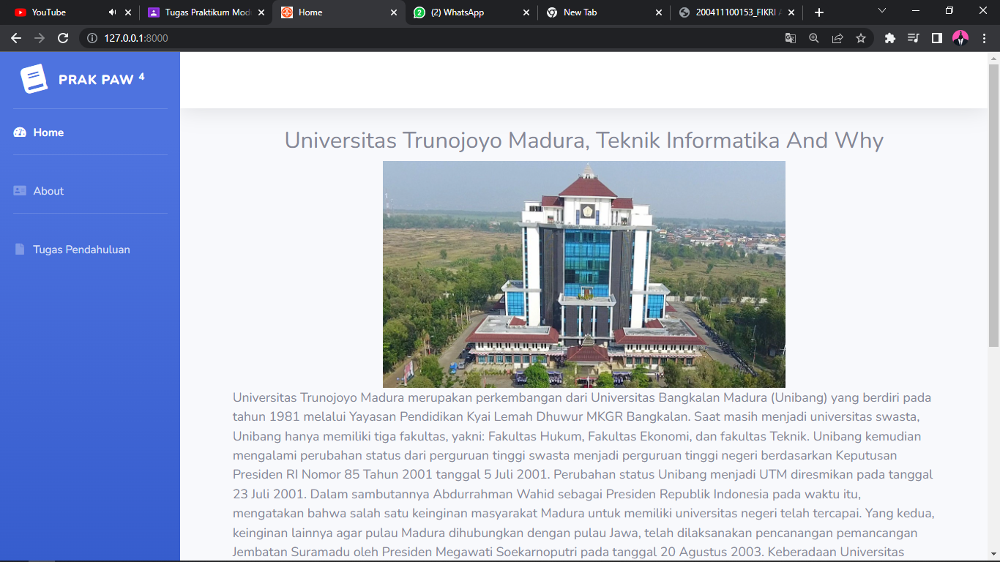 YouTube
Tugas Praktikum Mod
Home
(2) WhatsApp
New Tab
200411100153_FIKRI
127.0.0.1:8000
PRAK PAW 4
Home
About
Tugas Pendahuluan
Universitas Trunojoyo Madura, Teknik Informatika And Why
Universitas Trunojoyo Madura merupakan perkembangan dari Universitas Bangkalan Madura (Unibang) yang berdiri pada
tahun 1981 melalui Yayasan Pendidikan Kyai Lemah Dhuwur MKGR Bangkalan. Saat masih menjadi universitas swasta,
Unibang hanya memiliki tiga fakultas, yakni: Fakultas Hukum, Fakultas Ekonomi, dan fakultas Teknik. Unibang kemudian
mengalami perubahan status dari perguruan tinggi swasta menjadi perguruan tinggi negeri berdasarkan Keputusan
Presiden RI Nomor 85 Tahun 2001 tanggal 5 Juli 2001. Perubahan status Unibang menjadi UTM diresmikan pada tanggal
23 Juli 2001. Dalam sambutannya Abdurrahman Wahid sebagai Presiden Republik Indonesia pada waktu itu,
mengatakan bahwa salah satu keinginan masyarakat Madura untuk memiliki universitas negeri telah tercapai. Yang kedua,
keinginan lainnya agar pulau Madura dihubungkan dengan pulau Jawa, telah dilaksanakan pencanangan pemancangan
Jembatan Suramadu oleh Presiden Megawati Soekarnoputri pada tanggal 20 Agustus 2003. Keberadaan Universitas